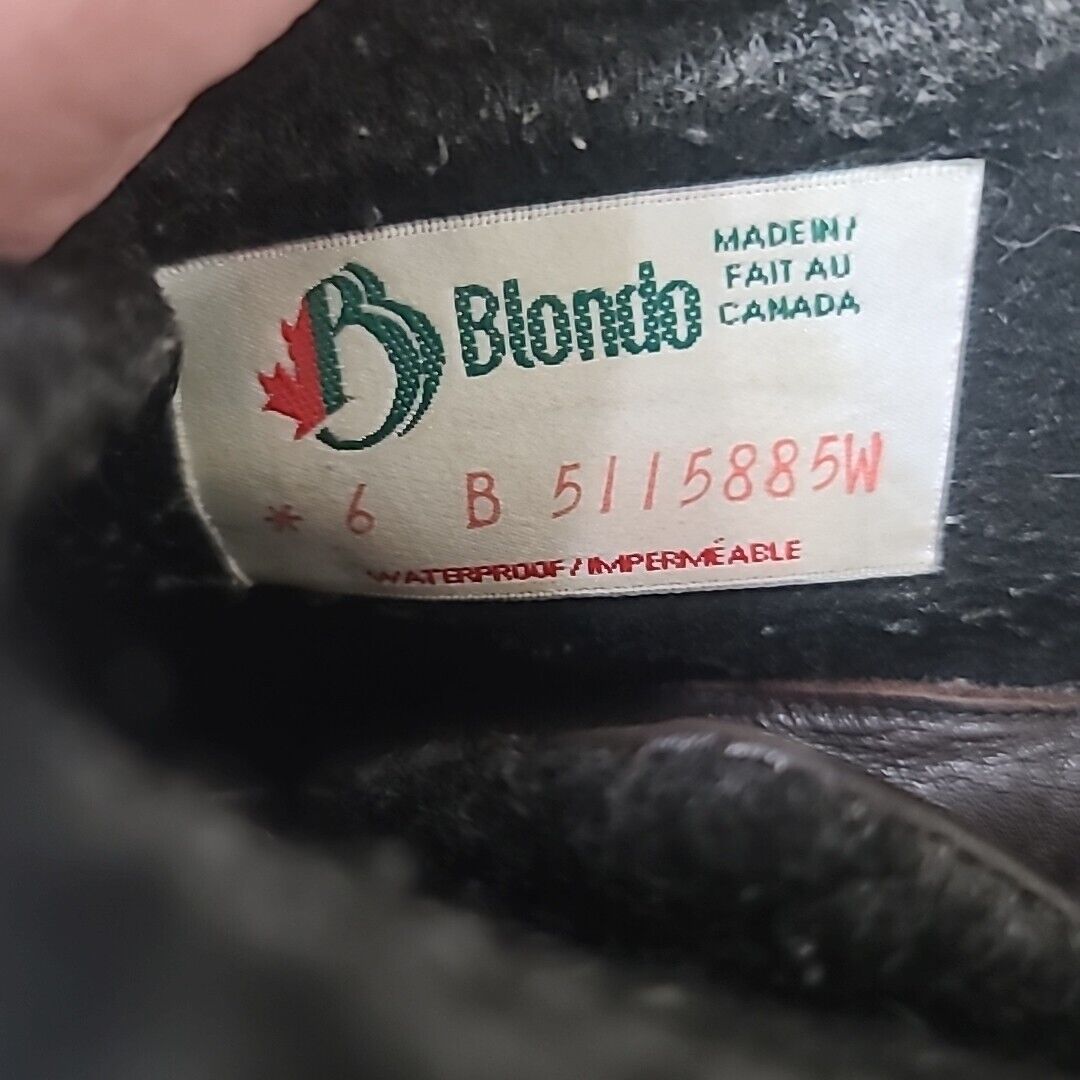 B Blondo
MADE IN /
FAIT AU
CANADA
* 6 B 5115885W
WATERPROOF / IMPERMÉABLE